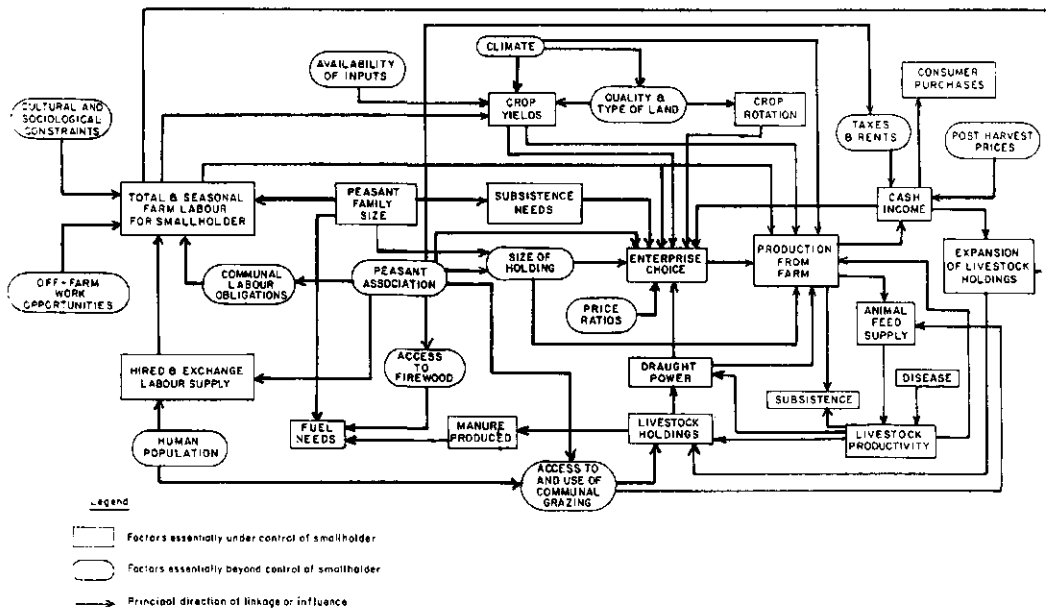 CLIMATE
AVAILABILITY
OF INPUTS
CONSUMER
PURCHASES
CULTURAL AND
SOCIOLOGICAL
CONSTRAINTS
CROP
YIELDS
QUALITY &
TYPE OF LAND
CROP
ROTATION
TAXES
& RENTS
POST HARVEST
PRICES
TOTAL & SEASONAL
FARM LABOUR
FOR SMALLHOLDER
PEASANT
FAMILY
SIZE
SUBSISTENCE
NEEDS
CASH
INCOME
OFF-FARM
WORK
OPPORTUNITIES
COMMUNAL
LABOUR
OBLIGATIONS
PEASANT
ASSOCIATION
SIZE OF
HOLDING
ENTERPRISE
CHOICE
PRODUCTION
FROM
FARM
EXPANSION
OF LIVESTOCK
HOLDINGS
PRICE
RATIOS
ANIMAL
FEED
SUPPLY
HIRED & EXCHANGE
LABOUR SUPPLY
ACCESS
TO
FIREWOOD
DRAUGHT
POWER
DISEASE
SUBSISTENCE
HUMAN
POPULATION
FUEL
NEEDS
MANURE
PRODUCED
LIVESTOCK
HOLDINGS
LIVESTOCK
PRODUCTIVITY
ACCESS TO
AND USE OF
COMMUNAL
GRAZING
Legend
Factors essentially under control of smallholder
Factors essentially beyond control of smallholder
Principal direction of linkage or influence